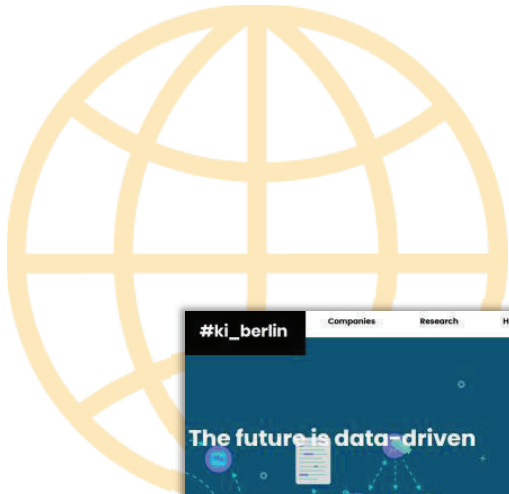 #ki_berlin
Companies Research H
The future is data-driven